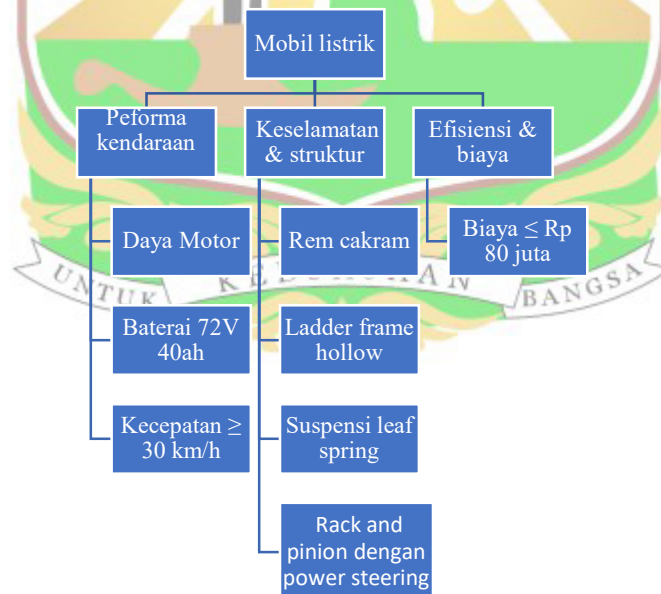 Mobil listrik
Peforma
kendaraan
Keselamatan
& struktur
Efisiensi &
biaya
Daya Motor
Rem cakram
Biaya ≤ Rp
80 juta
UNTUK KEDJAJAAN BANGSA
Baterai 72V
40ah
Ladder frame
hollow
Kecepatan ≥
30 km/h
Suspensi leaf
spring
Rack and
pinion dengan
power steering